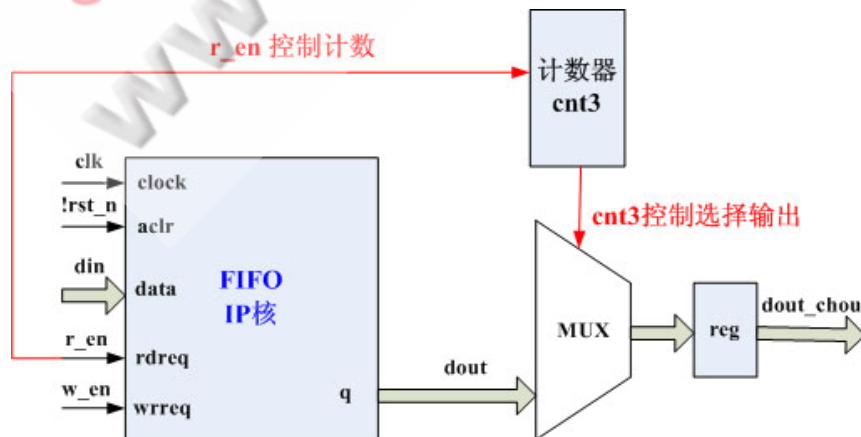 WW
r_en 控制计数
计数器
cnt3
clk
clock
!rst_n
aclr
cnt3控制选择输出
din
data
FIFO
IP核
MUX
reg
dout_chou
r_en
rdreq
dout
w_en
wrreq
q